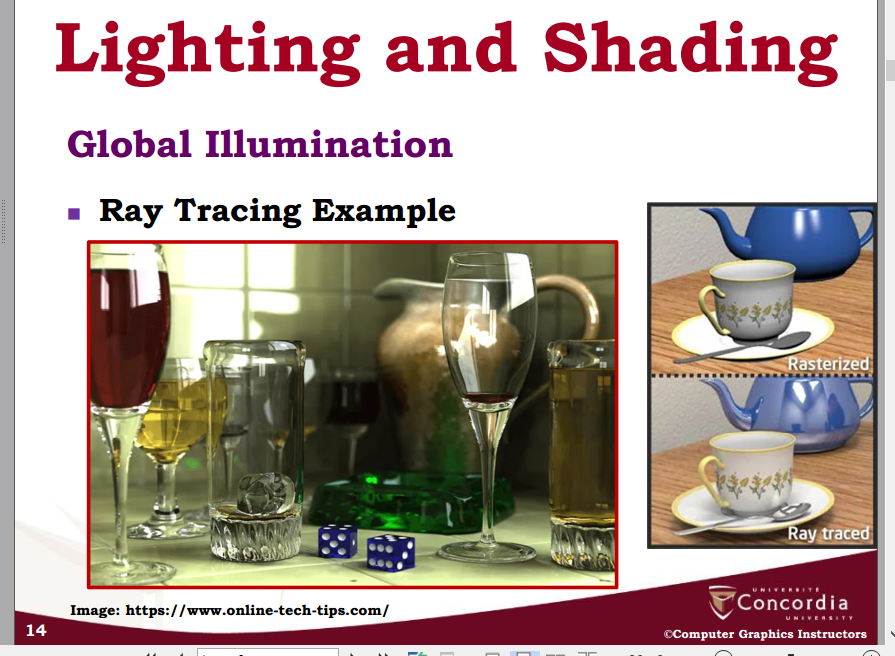 Lighting and Shading
Global Illumination
Ray Tracing Example
Rasterized
Ray traced
Image: https://www.online-tech-tips.com/
UNIVERSITÉ
Concordia
UNIVERSITY
14
©Computer Graphics Instructors